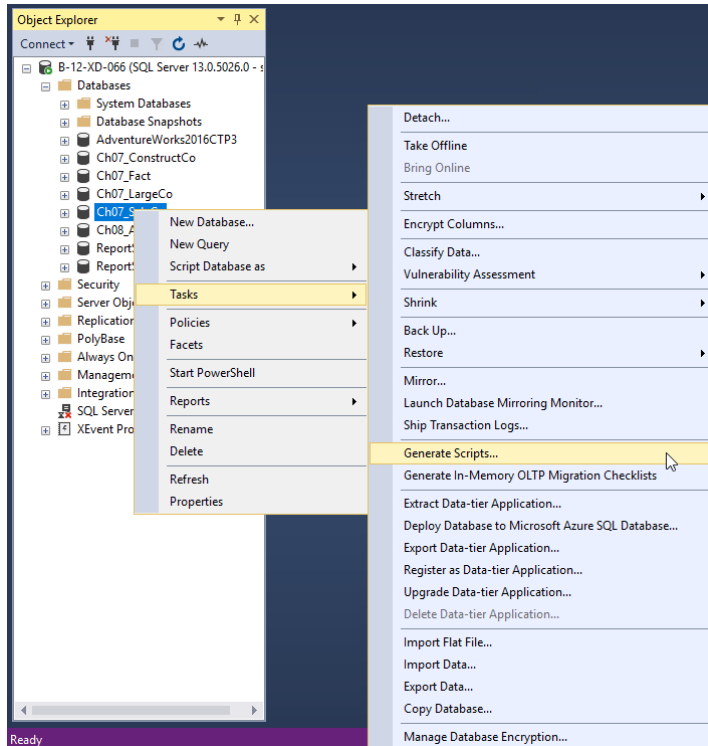 Object Explorer
Connect
B-12-XD-066 (SQL Server 13.0.5026.0 - s
Databases
System Databases
Database Snapshots
AdventureWorks2016CTP3
Ch07_ConstructCo
Ch07_Fact
Ch07_LargeCo
Ch08_A
Report
Report
Security
Server Obj
Replication
PolyBase
Always On
Managem
Integration
SQL Server
XEvent Pro
New Database...
New Query
Script Database as
Tasks
Policies
Facets
Start PowerShell
Reports
Rename
Delete
Refresh
Properties
Detach...
Take Offline
Bring Online
Stretch
Encrypt Columns...
Classify Data...
Vulnerability Assessment
Shrink
Back Up...
Restore
Mirror...
Launch Database Mirroring Monitor...
Ship Transaction Logs...
Generate Scripts...
Generate In-Memory OLTP Migration Checklists
Extract Data-tier Application...
Deploy Database to Microsoft Azure SQL Database...
Export Data-tier Application...
Register as Data-tier Application...
Upgrade Data-tier Application...
Delete Data-tier Application...
Import Flat File...
Import Data...
Export Data...
Copy Database...
Manage Database Encryption...
Ready